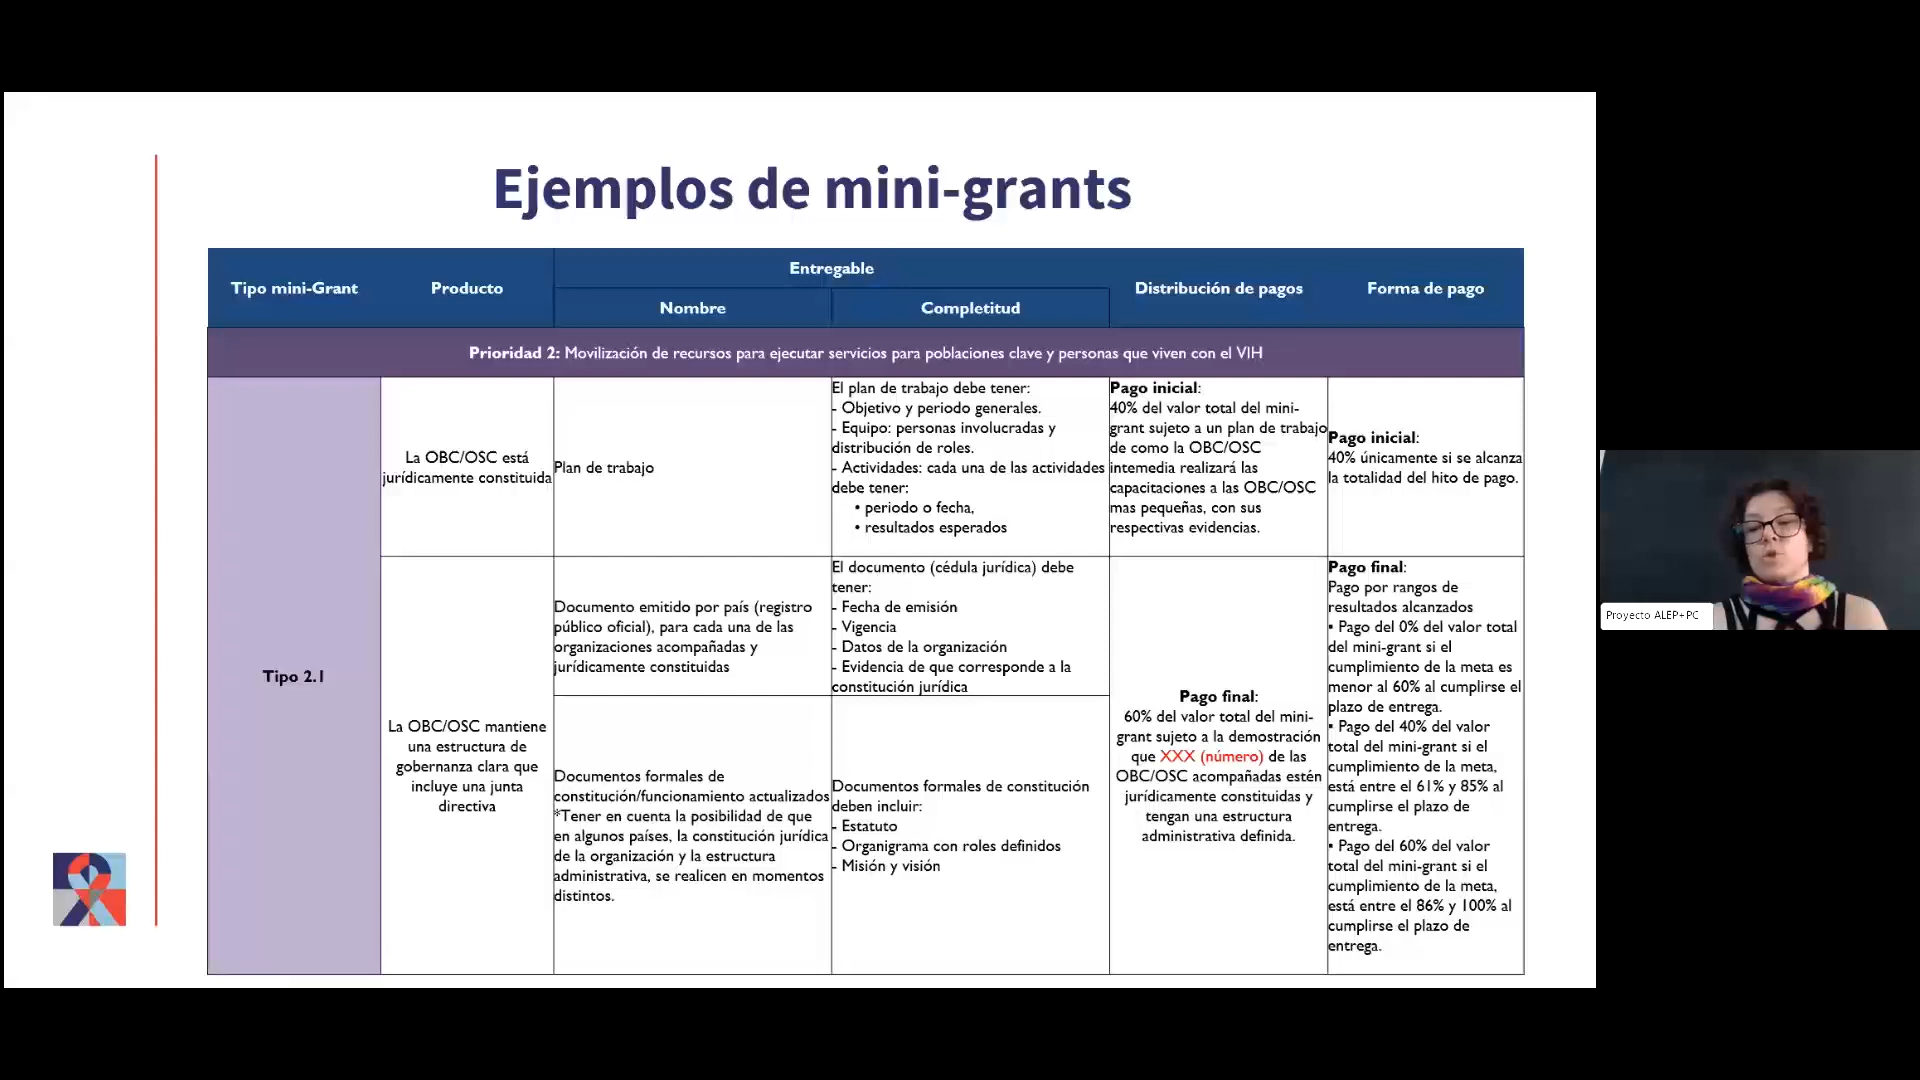 Ejemplos de mini-grants
Tipo mini-Grant
Producto
Entregable
Nombre
Completitud
Distribución de pagos
Forma de pago
Prioridad 2: Movilización de recursos para ejecutar servicios para poblaciones clave y personas que viven con el VIH
Tipo 2.1
La OBC/OSC está
jurídicamente constituida
Plan de trabajo
El plan de trabajo debe tener:
- Objetivo y periodo generales.
- Equipo: personas involucradas y
distribución de roles.
- Actividades: cada una de las actividades
debe tener:
• periodo o fecha,
• resultados esperados
Pago inicial:
40% del valor total del mini-
grant sujeto a un plan de trabajo
de como la OBC/OSC
intemedia realizará las
capacitaciones a las OBC/OSC
mas pequeñas, con sus
respectivas evidencias.
Pago inicial:
40% únicamente si se alcanza
la totalidad del hito de pago.
La OBC/OSC mantiene
una estructura de
gobernanza clara que
incluye una junta
directiva
Documento emitido por país (registro
público oficial), para cada una de las
organizaciones acompañadas y
jurídicamente constituidas
El documento (cédula jurídica) debe
tener:
- Fecha de emisión
- Vigencia
- Datos de la organización
- Evidencia de que corresponde a la
constitución jurídica
Documentos formales de
constitución/funcionamiento actualizados
*Tener en cuenta la posibilidad de que
en algunos países, la constitución jurídica
de la organización y la estructura
administrativa, se realicen en momentos
distintos.
Documentos formales de constitución
deben incluir:
- Estatuto
- Organigrama con roles definidos
- Misión y visión
Pago final:
60% del valor total del mini-
grant sujeto a la demostración
que XXX (número) de las
OBC/OSC acompañadas estén
jurídicamente constituidas y
tengan una estructura
administrativa definida.
Pago final:
Pago por rangos de
resultados alcanzados
• Pago del 0% del valor total
del mini-grant si el
cumplimiento de la meta es
menor al 60% al cumplirse el
plazo de entrega.
• Pago del 40% del valor
total del mini-grant si el
cumplimiento de la meta,
está entre el 61% y 85% al
cumplirse el plazo de
entrega.
• Pago del 60% del valor
total del mini-grant si el
cumplimiento de la meta,
está entre el 86% y 100% al
cumplirse el plazo de
entrega.
Proyecto ALEP+PC